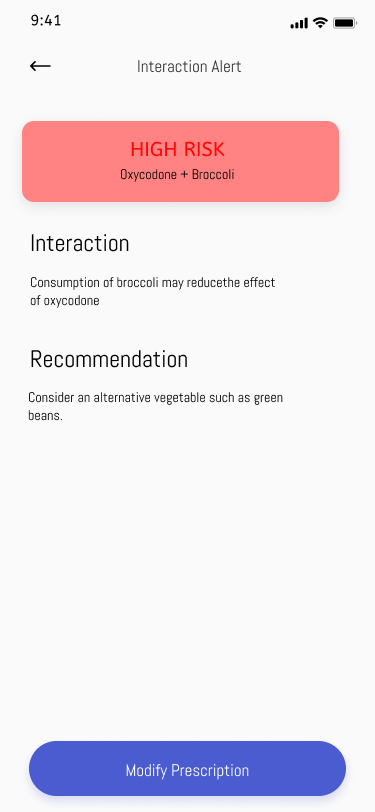 9:41
Interaction Alert
HIGH RISK
Oxycodone + Broccoli
Interaction
Consumption of broccoli may reducethe effect
of oxycodone
Recommendation
Consider an alternative vegetable such as green
beans.
Modify Prescription